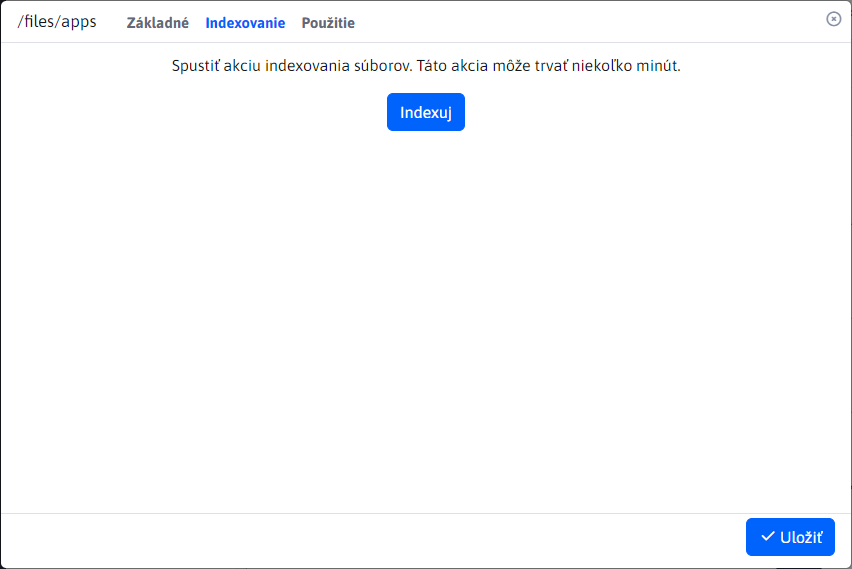 /files/apps Základné Indexovanie Použitie
Spustiť akciu indexovania súborov. Táto akcia môže trvať niekoľko minút.
Indexuj
Uložiť